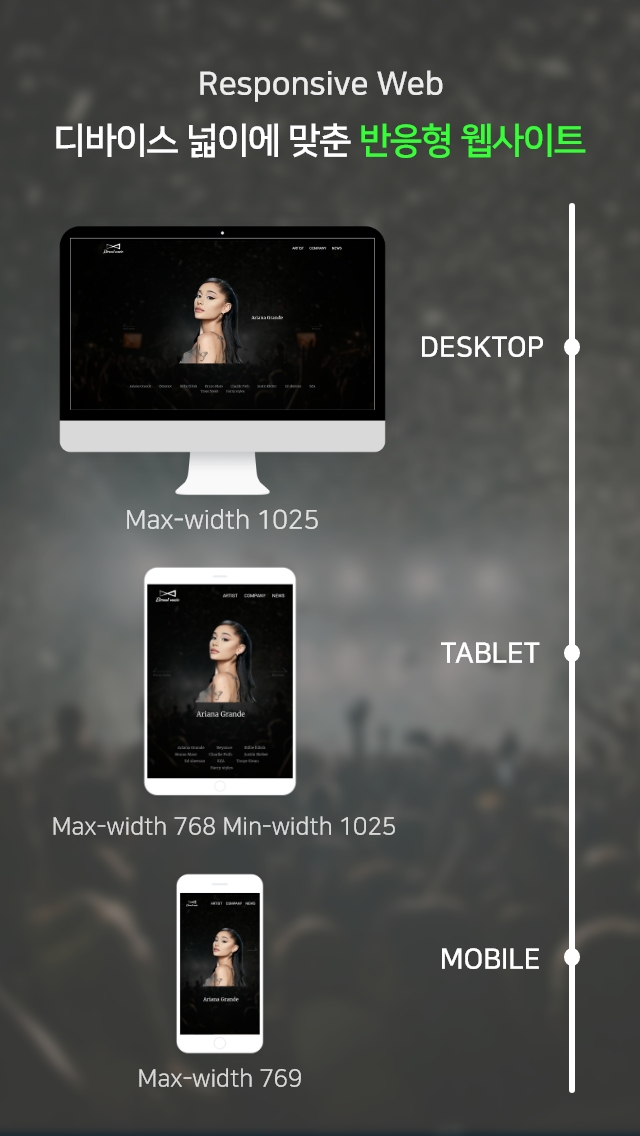 Responsive Web
디바이스 넓이에 맞춘 반응형 웹사이트
ARTIST COMPANY NEWS
Ariana Grande
DESKTOP
Max-width 1025
ARTIST COMPANY NEWS
Ariana Grande
TABLET
Max-width 768 Min-width 1025
ARTIST COMPANY NEWS
Ariana Grande
MOBILE
Max-width 769